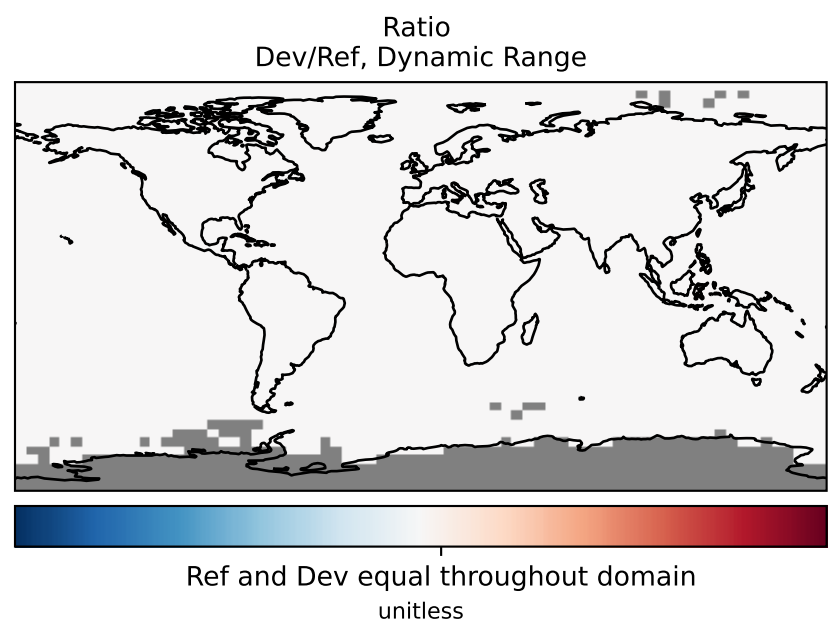 Ratio
Dev/Ref, Dynamic Range
Ref and Dev equal throughout domain
unitless